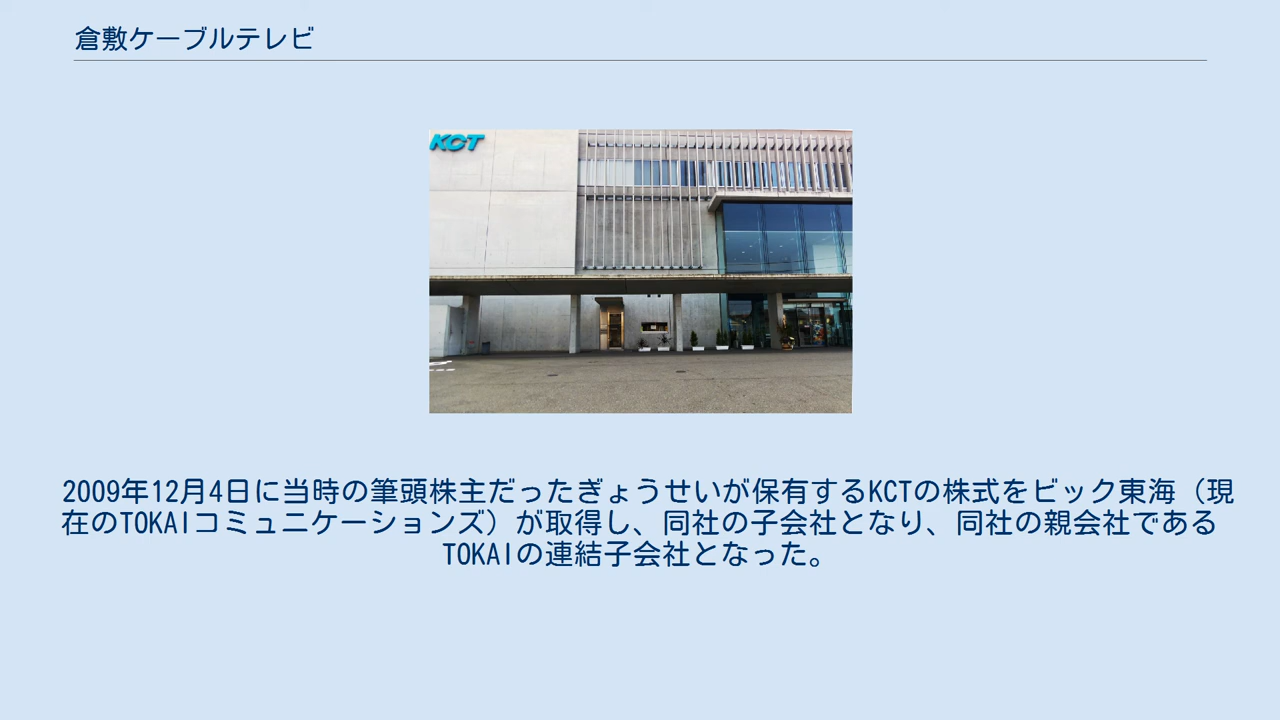 倉敷ケーブルテレビ
KCT
2009年12月4日に当時の筆頭株主だったぎょうせいが保有するKCTの株式をビック東海（現
在のTOKAIコミュニケーションズ）が取得し、同社の子会社となり、同社の親会社である
TOKAIの連結子会社となった。